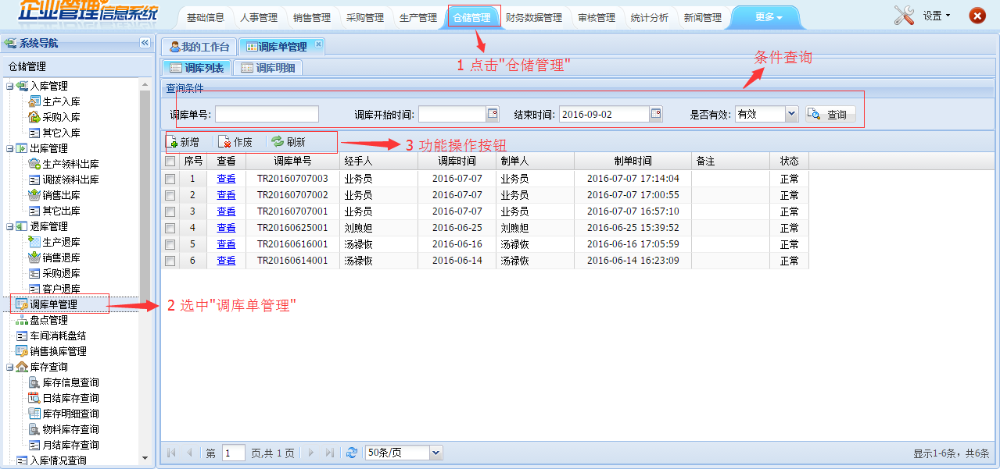 企业管理信息系统
基础信息 人事管理 销售管理 采购管理 生产管理 仓储管理 财务数据管理 审核管理 统计分析 新闻管理 更多 设置
系统导航
仓储管理
入库管理
生产入库
采购入库
其它入库
出库管理
生产领料出库
调拨领料出库
销售出库
其它出库
退库管理
生产退库
销售退库
采购退库
客户退库
调库单管理
盘点管理
车间消耗盘结
销售换库管理
库存查询
库存信息查询
日结库存查询
库存明细查询
物料库存查询
月结库存查询
入库情况查询
我的工作台 调库单管理
1 点击"仓储管理"
条件查询
调库列表 调库明细
查询条件
调库单号: 调库开始时间: 结束时间: 2016-09-02 是否有效: 有效 查询
新增 作废 刷新
3 功能操作按钮
序号 查看 调库单号 经手人 调库时间 制单人 制单时间 备注 状态
1 查看 TR20160707003 业务员 2016-07-07 业务员 2016-07-07 17:14:04 正常
2 查看 TR20160707002 业务员 2016-07-07 业务员 2016-07-07 17:00:55 正常
3 查看 TR20160707001 业务员 2016-07-07 业务员 2016-07-07 16:57:10 正常
4 查看 TR20160625001 刘煦妲 2016-06-25 刘煦妲 2016-06-25 15:39:52 正常
5 查看 TR20160616001 汤禄恢 2016-06-16 汤禄恢 2016-06-16 17:05:59 正常
6 查看 TR20160614001 汤禄恢 2016-06-14 汤禄恢 2016-06-14 16:23:09 正常
2 选中"调库单管理"
第 1 页,共 1 页 50条/页 显示1-6条，共6条